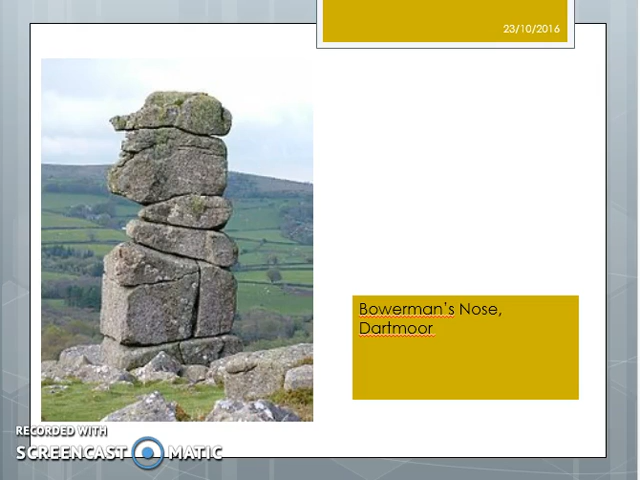 23/10/2016
Bowerman's Nose,
Dartmoor
RECORDED WITH
SCREENCAST MATIC